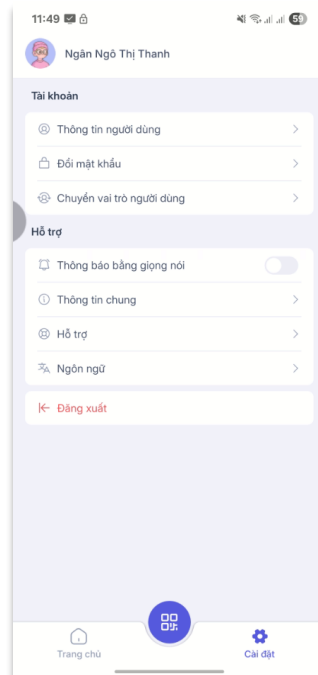 11:49
59
Ngân Ngô Thị Thanh
Tài khoản
Thông tin người dùng
Đổi mật khẩu
Chuyển vai trò người dùng
Hỗ trợ
Thông báo bằng giọng nói
Thông tin chung
Hỗ trợ
Ngôn ngữ
Đăng xuất
Trang chủ
Cài đặt